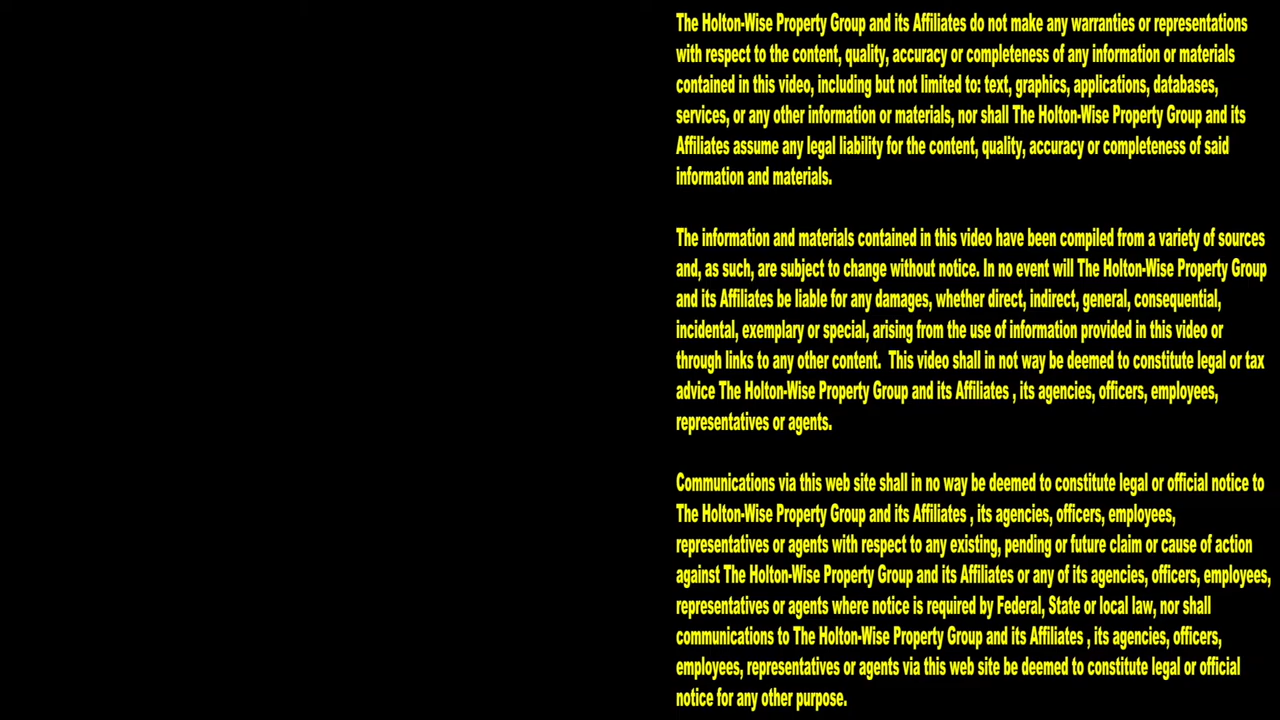 The Holton-Wise Property Group and its Affiliates do not make any warranties or representations
with respect to the content, quality, accuracy or completeness of any information or materials
contained in this video, including but not limited to: text, graphics, applications, databases,
services, or any other information or materials, nor shall The Holton-Wise Property Group and its
Affiliates assume any legal liability for the content, quality, accuracy or completeness of said
information and materials.
The information and materials contained in this video have been compiled from a variety of sources
and, as such, are subject to change without notice. In no event will The Holton-Wise Property Group
and its Affiliates be liable for any damages, whether direct, indirect, general, consequential,
incidental, exemplary or special, arising from the use of information provided in this video or
through links to any other content.  This video shall in not way be deemed to constitute legal or tax
advice The Holton-Wise Property Group and its Affiliates , its agencies, officers, employees,
representatives or agents.
Communications via this web site shall in no way be deemed to constitute legal or official notice to
The Holton-Wise Property Group and its Affiliates , its agencies, officers, employees,
representatives or agents with respect to any existing, pending or future claim or cause of action
against The Holton-Wise Property Group and its Affiliates or any of its agencies, officers, employees,
representatives or agents where notice is required by Federal, State or local law, nor shall
communications to The Holton-Wise Property Group and its Affiliates , its agencies, officers,
employees, representatives or agents via this web site be deemed to constitute legal or official
notice for any other purpose.